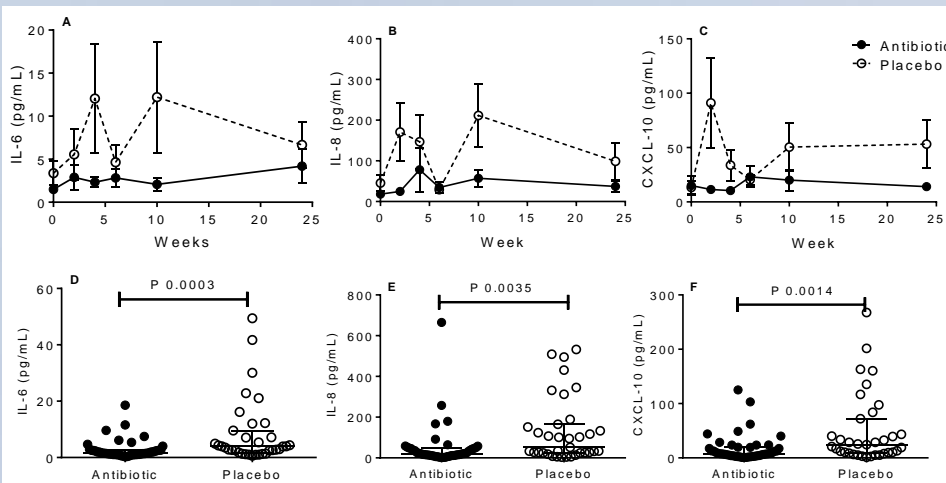 A
IL-6 (pg/mL)
20
15
10
5
0
0 5 10 15 20 25
Weeks
B
IL-8 (pg/mL)
400
300
200
100
0
0 5 10 15 20 25
Week
C
CXCL-10 (pg/mL)
150
100
50
0
0 5 10 15 20 25
Week
Antibiotic
Placebo
D
P 0.0003
IL-6 (pg/mL)
60
40
20
0
Antibiotic Placebo
E
P 0.0035
IL-8 (pg/mL)
800
600
400
200
0
Antibiotic Placebo
F
P 0.0014
CXCL-10 (pg/mL)
300
200
100
0
Antibiotic Placebo